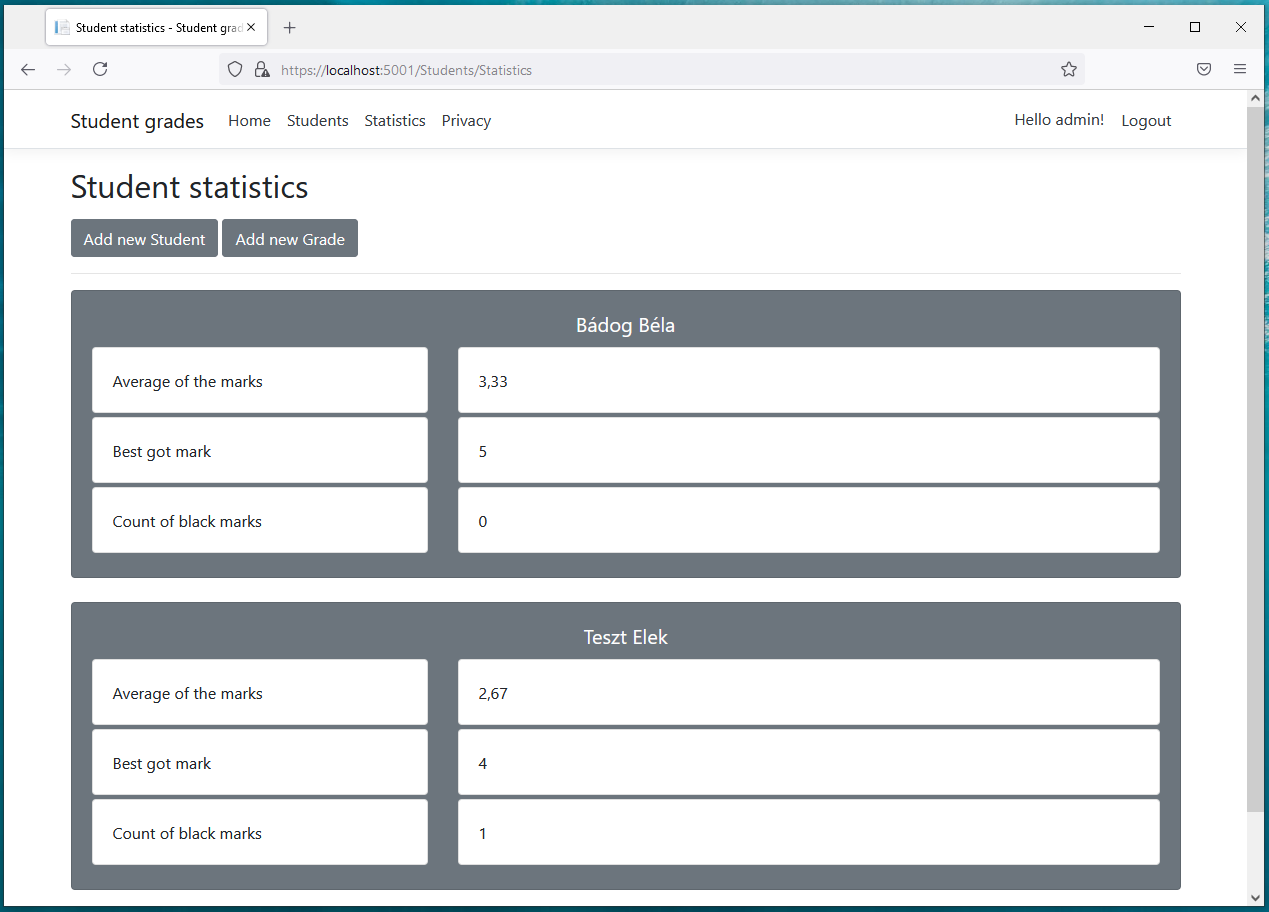 Student statistics - Student grad
https://localhost:5001/Students/Statistics
Student grades Home Students Statistics Privacy Hello admin! Logout
Student statistics
Add new Student Add new Grade
Bádog Béla
Average of the marks 3,33
Best got mark 5
Count of black marks 0
Teszt Elek
Average of the marks 2,67
Best got mark 4
Count of black marks 1